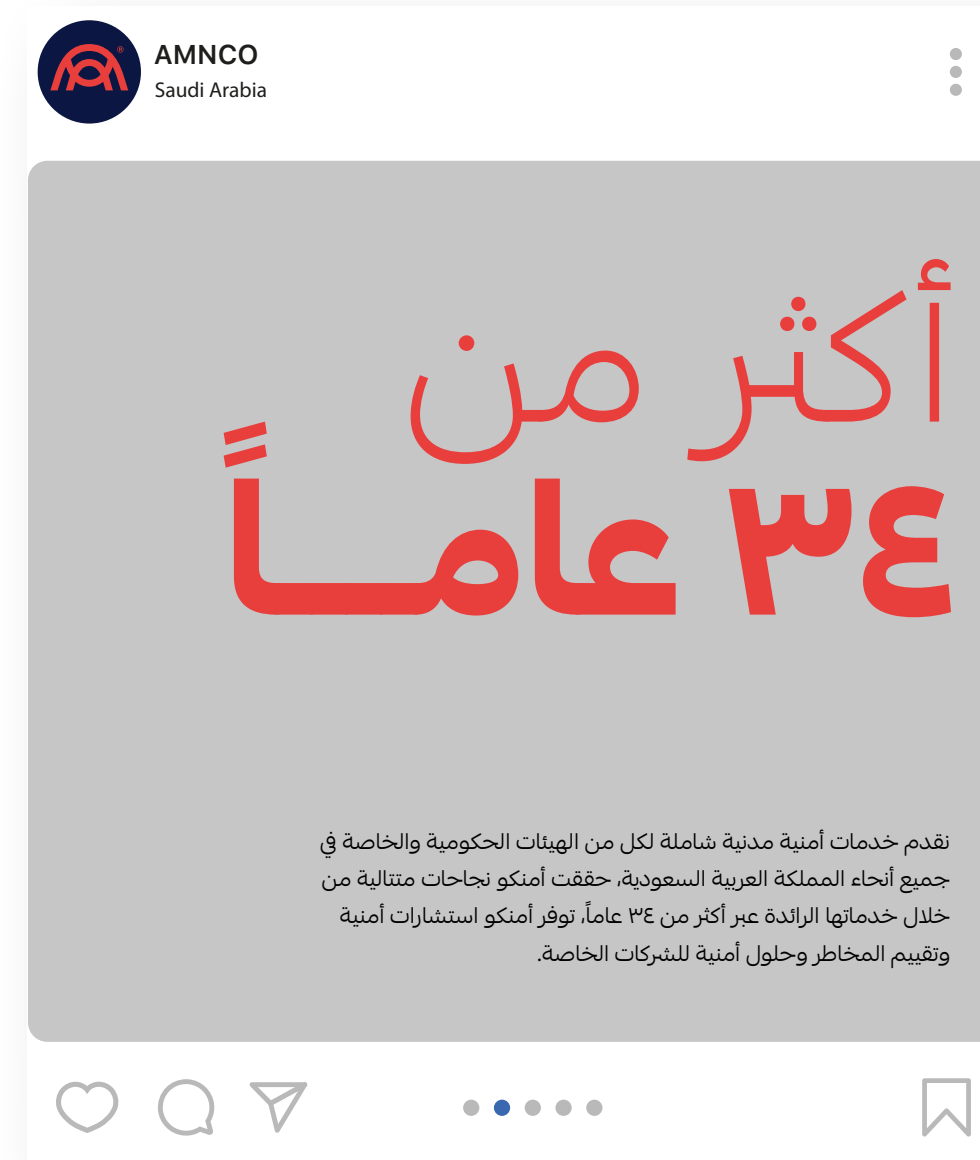 AMNCO
Saudi Arabia
أكثر من
٣٤ عامـــاً
نقدم خدمات أمنية مدنية شاملة لكل من الهيئات الحكومية والخاصة في
جميع أنحاء المملكة العربية السعودية، حققت أمنكو نجاحات متتالية من
خلال خدماتها الرائدة عبر أكثر من ٣٤ عاماً، توفر أمنكو استشارات أمنية
وتقييم المخاطر وحلول أمنية للشركات الخاصة.